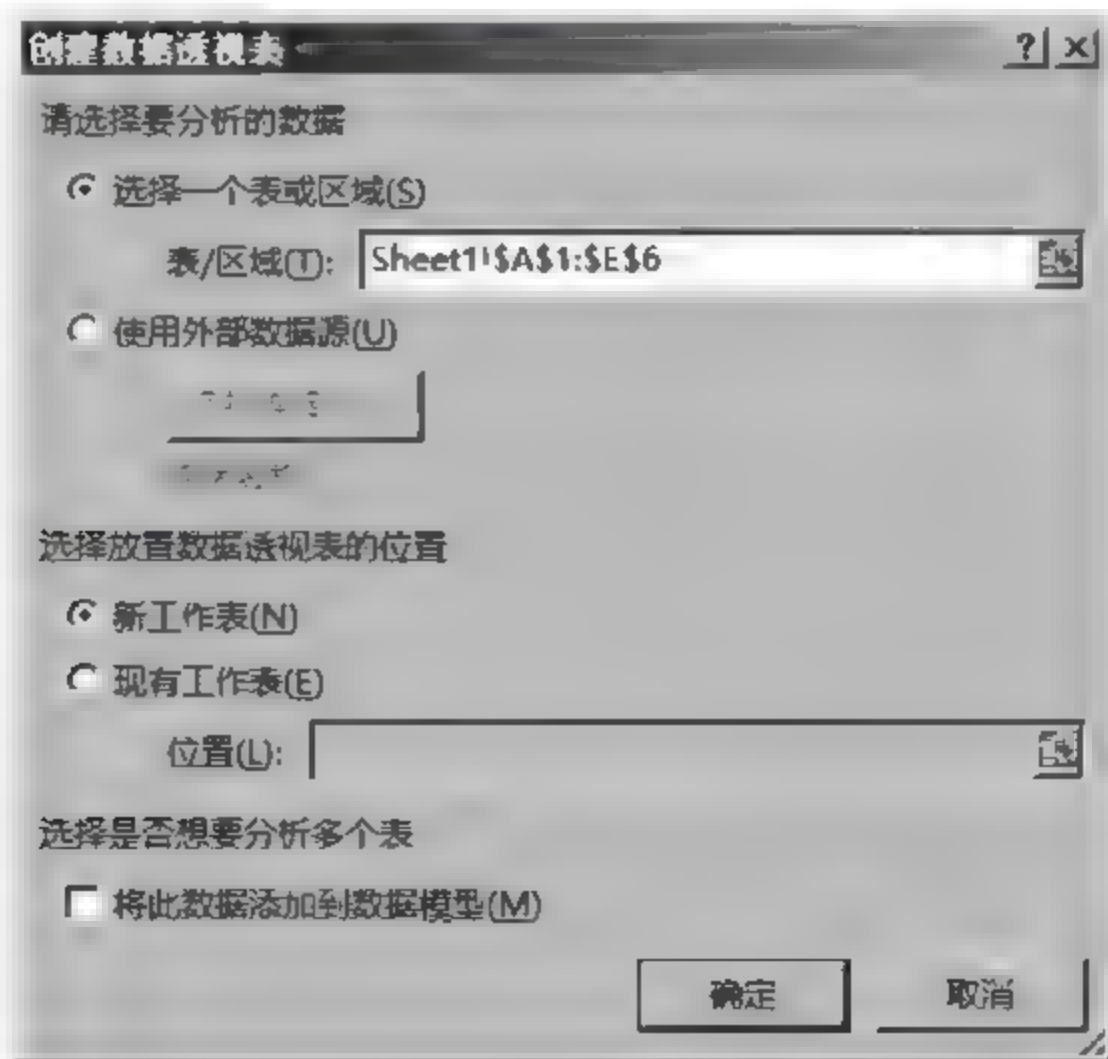 创建数据透视表
请选择要分析的数据
选择一个表或区域(S)
表/区域(T): Sheet1!$A$1:$E$6
使用外部数据源(U)
选择放置数据透视表的位置
新工作表(N)
现有工作表(E)
位置(L):
选择是否想要分析多个表
将此数据添加到数据模型(M)
确定 取消